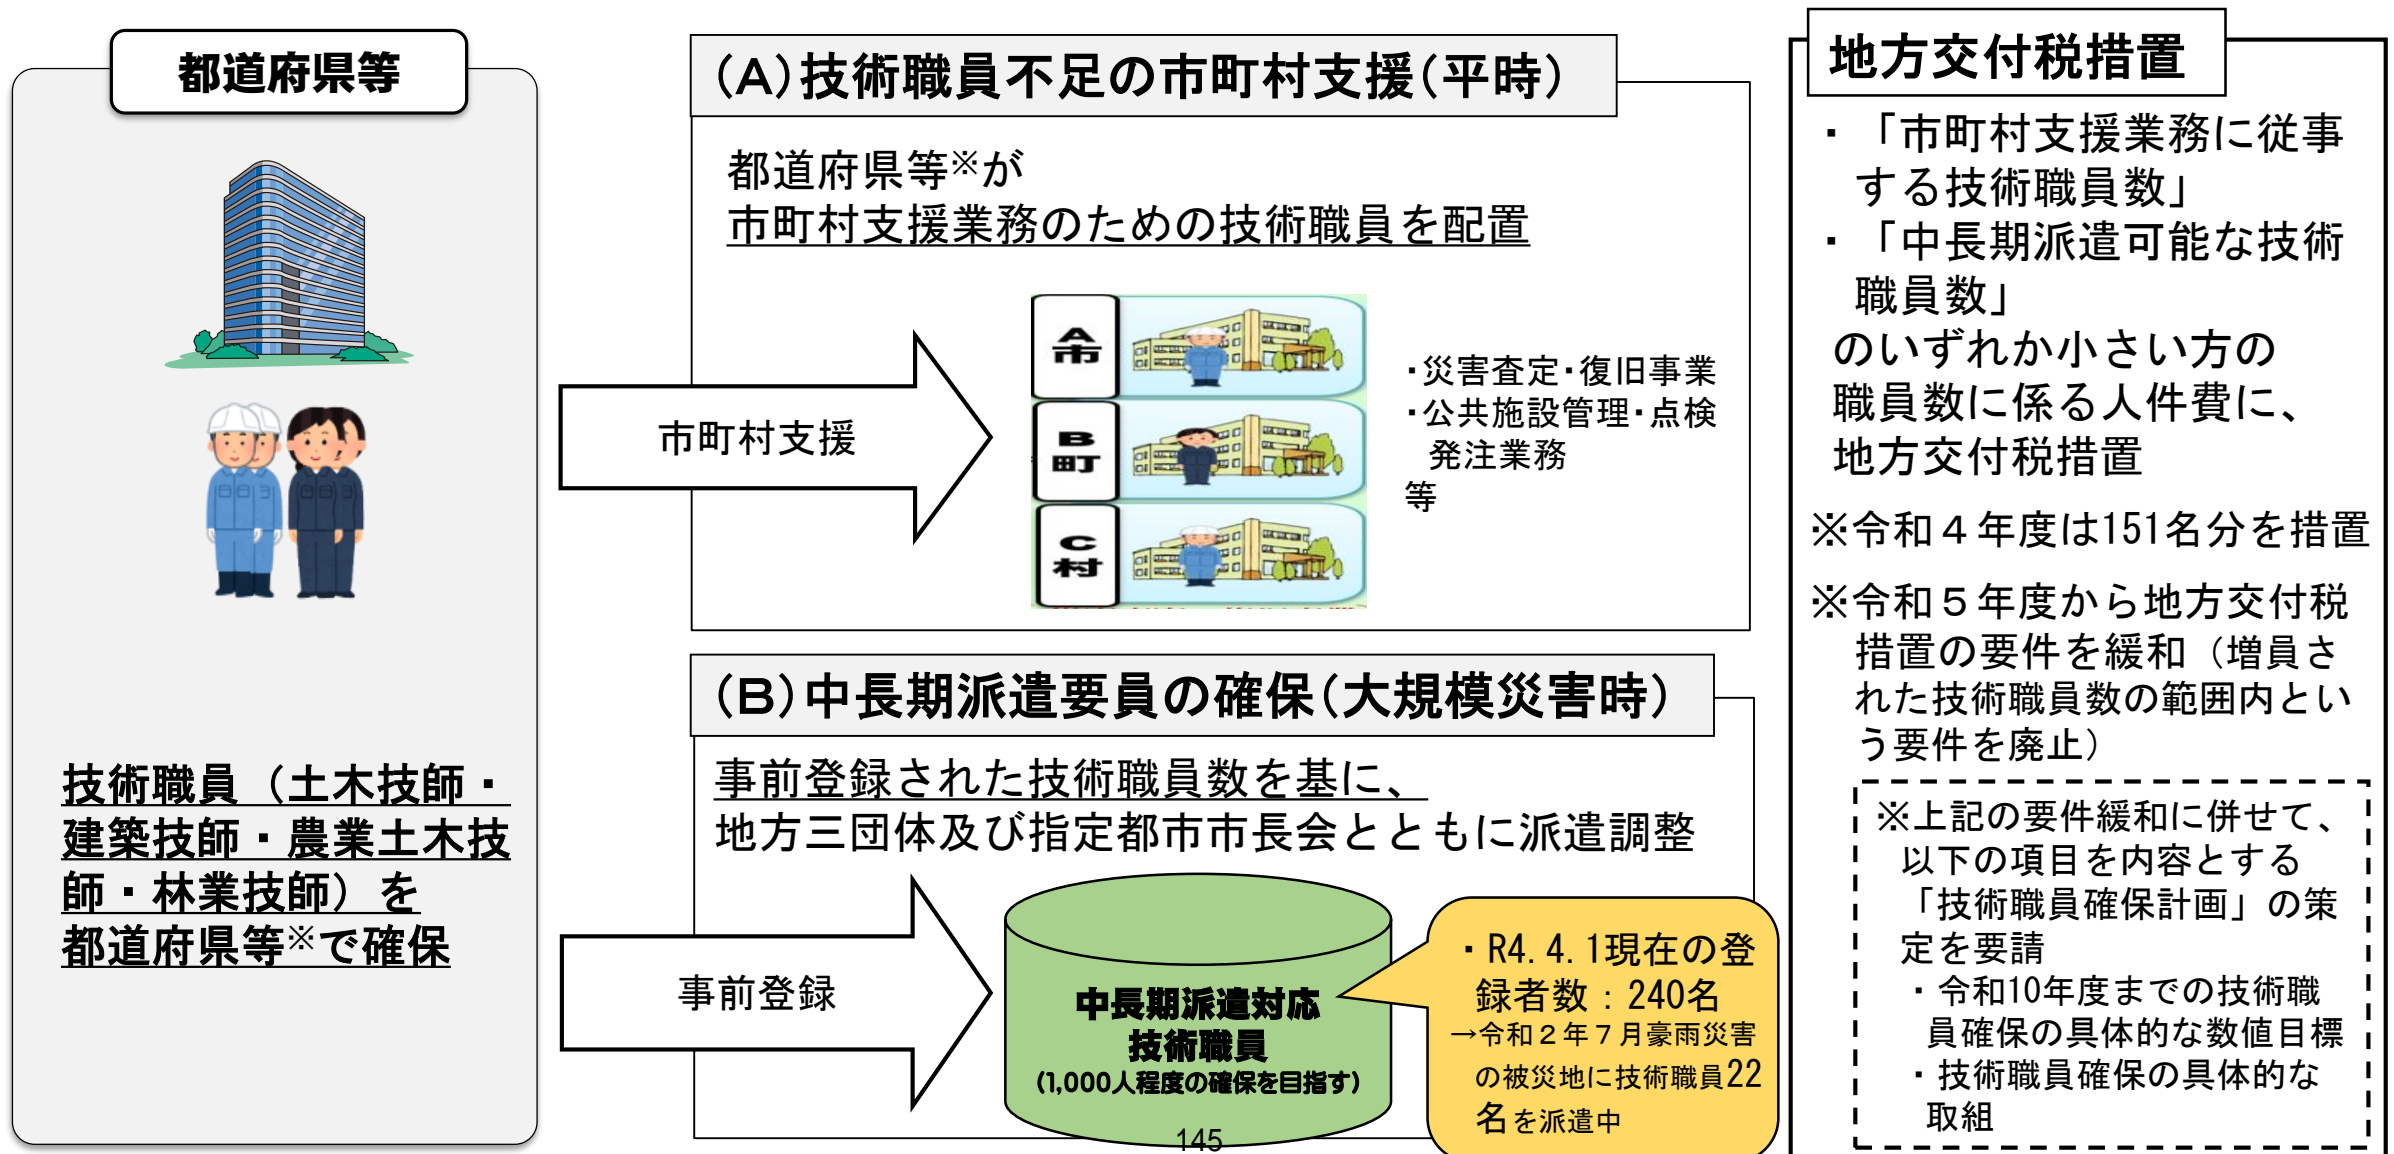 都道府県等
技術職員（土木技師・
建築技師・農業土木技
師・林業技師）を
都道府県等※で確保
(A)技術職員不足の市町村支援(平時)
都道府県等※が
市町村支援業務のための技術職員を配置
市町村支援
A市
B町
C村
・災害査定・復旧事業
・公共施設管理・点検
発注業務
等
(B)中長期派遣要員の確保(大規模災害時)
事前登録された技術職員数を基に、
地方三団体及び指定都市市長会とともに派遣調整
事前登録
中長期派遣対応
技術職員
(1,000人程度の確保を目指す)
・R4.4.1現在の登
録者数：240名
→令和２年７月豪雨災害
の被災地に技術職員22
名を派遣中
145
地方交付税措置
・「市町村支援業務に従事
する技術職員数」
・「中長期派遣可能な技術
職員数」
のいずれか小さい方の
職員数に係る人件費に、
地方交付税措置
※令和４年度は151名分を措置
※令和５年度から地方交付税
措置の要件を緩和（増員さ
れた技術職員数の範囲内とい
う要件を廃止）
※上記の要件緩和に併せて、
以下の項目を内容とする
「技術職員確保計画」の策
定を要請
・令和10年度までの技術職
員確保の具体的な数値目標
・技術職員確保の具体的な
取組